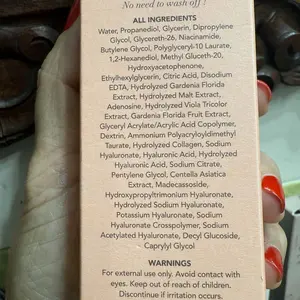 No need to wash off!
ALL INGREDIENTS
Water, Propanediol, Glycerin, Dipropylene
Glycol, Glycereth-26, Niacinamide,
Butylene Glycol, Polyglyceryl-10 Laurate,
1,2-Hexanediol, Methyl Gluceth-20,
Hydroxyacetophenone,
Ethylhexylglycerin, Citric Acid, Disodium
EDTA, Hydrolyzed Gardenia Florida
Extract, Hydrolyzed Malt Extract,
Adenosine, Hydrolyzed Viola Tricolor
Extract, Gardenia Florida Fruit Extract,
Glyceryl Acrylate/Acrylic Acid Copolymer,
Dextrin, Ammonium Polyacryloyldimethyl
Taurate, Hydrolyzed Collagen, Sodium
Hyaluronate, Hyaluronic Acid, Hydrolyzed
Hyaluronic Acid, Sodium Citrate,
Pentylene Glycol, Centella Asiatica
Extract, Madecassoside,
Hydroxypropyltrimonium Hyaluronate,
Hydrolyzed Sodium Hyaluronate,
Potassium Hyaluronate, Sodium
Hyaluronate Crosspolymer, Sodium
Acetylated Hyaluronate, Decyl Glucoside,
Caprylyl Glycol
WARNINGS
For external use only. Avoid contact with
eyes. Keep out of reach of children.
Discontinue if irritation occurs.